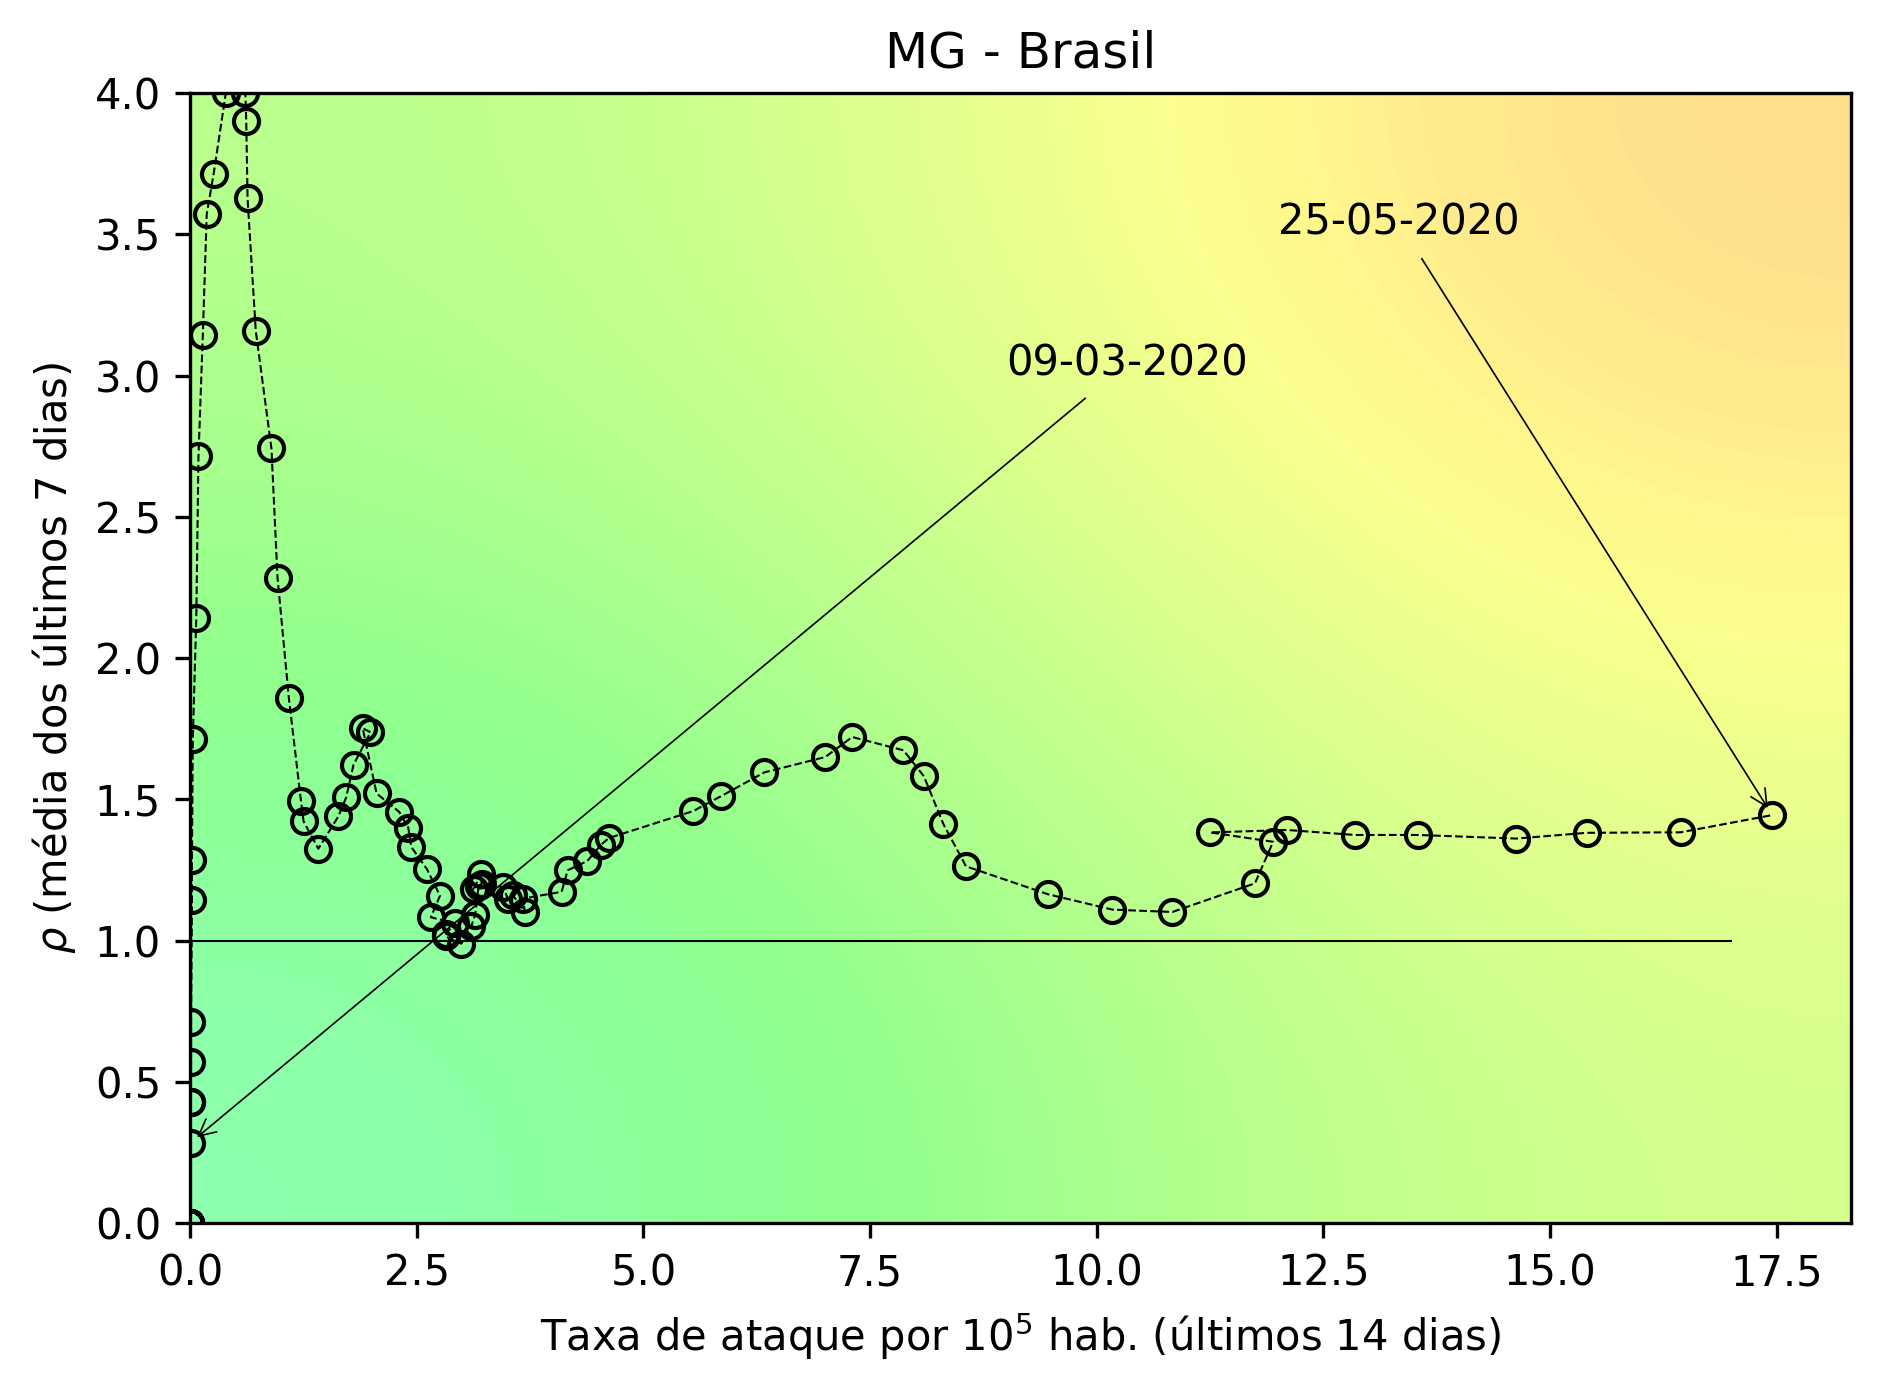 MG - Brasil
4.0
3.5
3.0
2.5
2.0
1.5
1.0
0.5
0.0
ρ (média dos últimos 7 dias)
25-05-2020
09-03-2020
0.0 2.5 5.0 7.5 10.0 12.5 15.0 17.5
Taxa de ataque por 10⁵ hab. (últimos 14 dias)